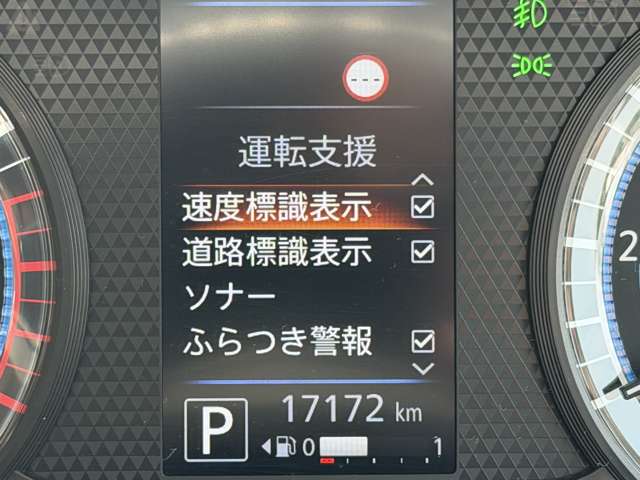 ---
運転支援
速度標識表示
道路標識表示
ソナー
ふらつき警報
P
17172 km
0 1
2